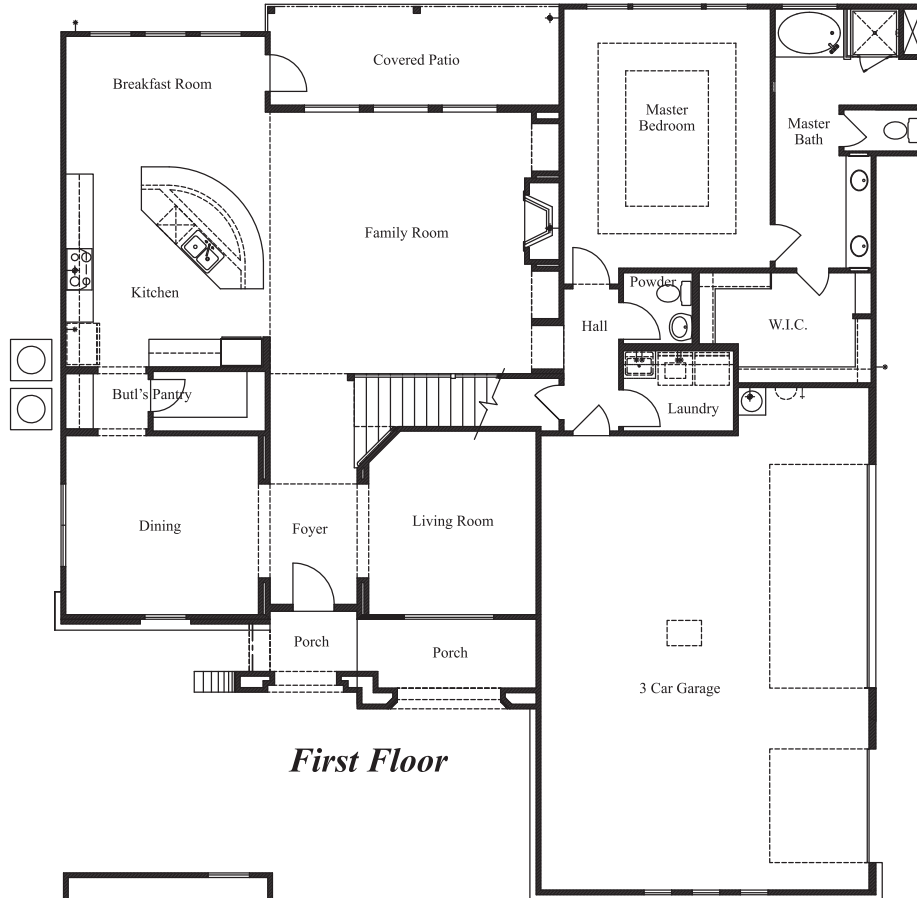 Covered Patio
Breakfast Room
Master
Bedroom
Master
Bath
Family Room
Kitchen
Powder
Hall
W.I.C.
Butl's Pantry
Laundry
Dining
Foyer
Living Room
Porch
Porch
3 Car Garage
First Floor